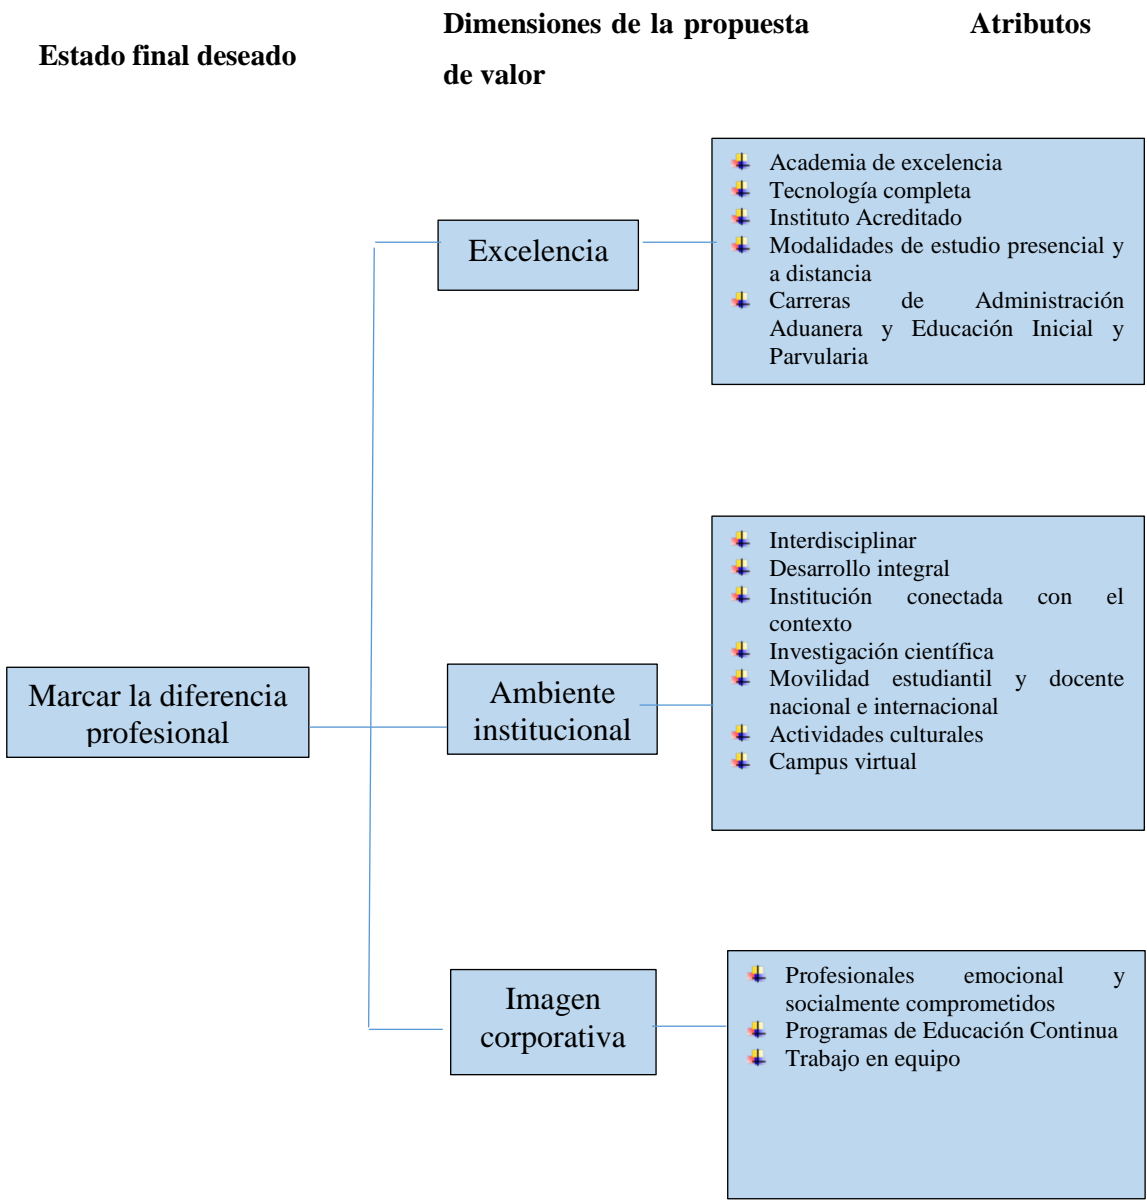 Estado final deseado
Dimensiones de la propuesta
de valor
Atributos
Marcar la diferencia
profesional
Excelencia
Academia de excelencia
Tecnología completa
Instituto Acreditado
Modalidades de estudio presencial y
a distancia
Carreras de Administración
Aduanera y Educación Inicial y
Parvularia
Ambiente
institucional
Interdisciplinar
Desarrollo integral
Institución conectada con el
contexto
Investigación científica
Movilidad estudiantil y docente
nacional e internacional
Actividades culturales
Campus virtual
Imagen
corporativa
Profesionales emocional y
socialmente comprometidos
Programas de Educación Continua
Trabajo en equipo